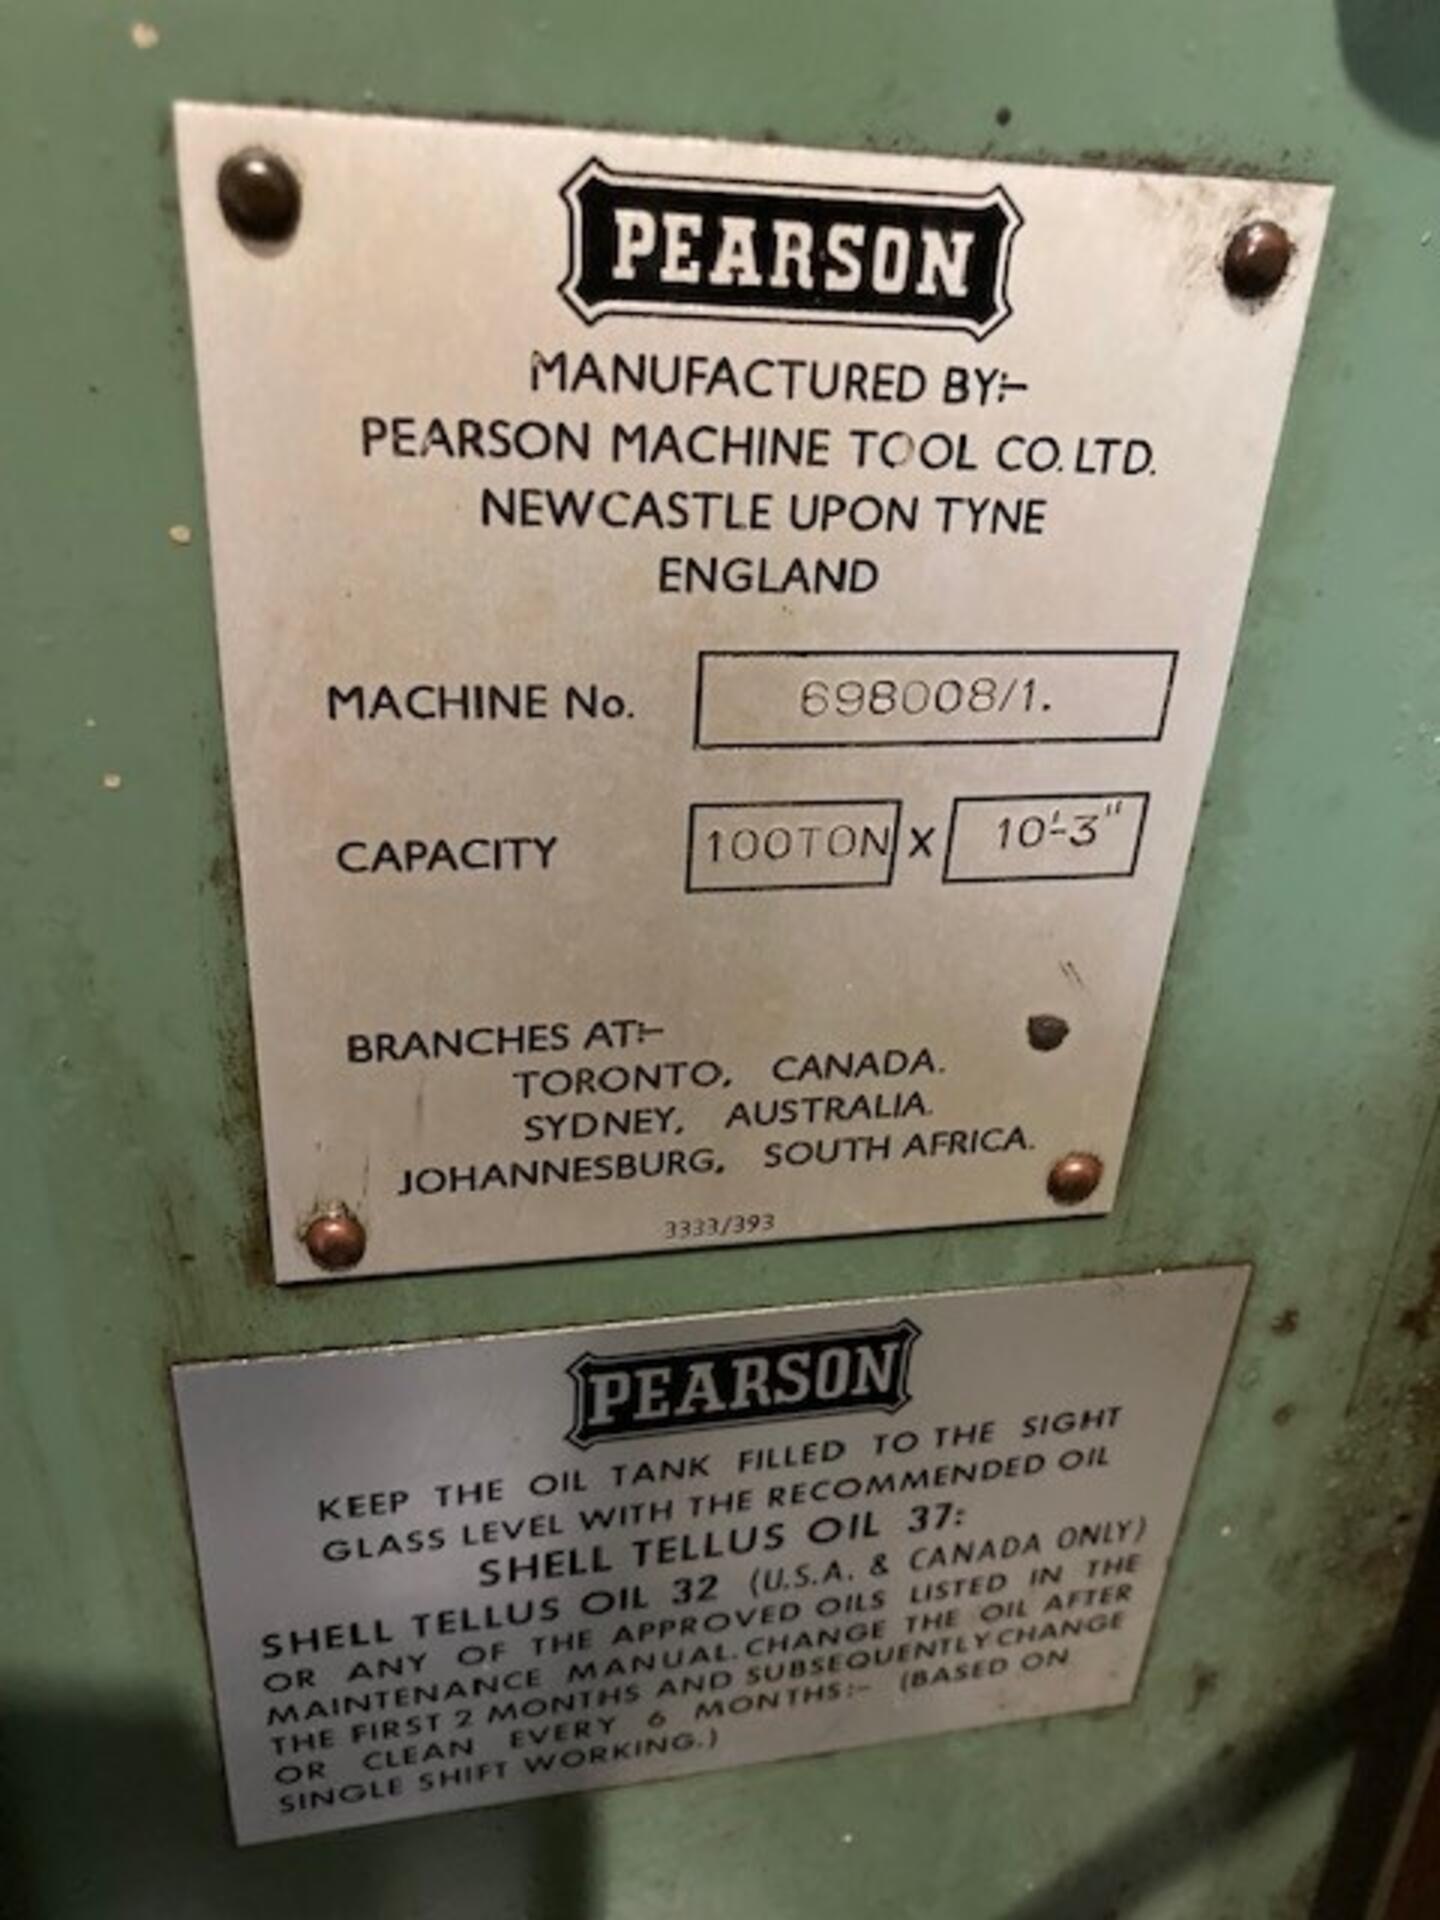 PEARSON
MANUFACTURED BY:-
PEARSON MACHINE TOOL CO. LTD.
NEWCASTLE UPON TYNE
ENGLAND
MACHINE No. 698008/1.
CAPACITY 100TON X 10'-3"
BRANCHES AT:-
TORONTO, CANADA.
SYDNEY, AUSTRALIA.
JOHANNESBURG, SOUTH AFRICA.
3333/393
PEARSON
KEEP THE OIL TANK FILLED TO THE SIGHT
GLASS LEVEL WITH THE RECOMMENDED OIL
SHELL TELLUS OIL 37:
SHELL TELLUS OIL 32 (U.S.A. & CANADA ONLY)
OR ANY OF THE APPROVED OILS LISTED IN THE
MAINTENANCE MANUAL. CHANGE THE OIL AFTER
THE FIRST 2 MONTHS AND SUBSEQUENTLY CHANGE
OR CLEAN EVERY 6 MONTHS:- (BASED ON
SINGLE SHIFT WORKING.)